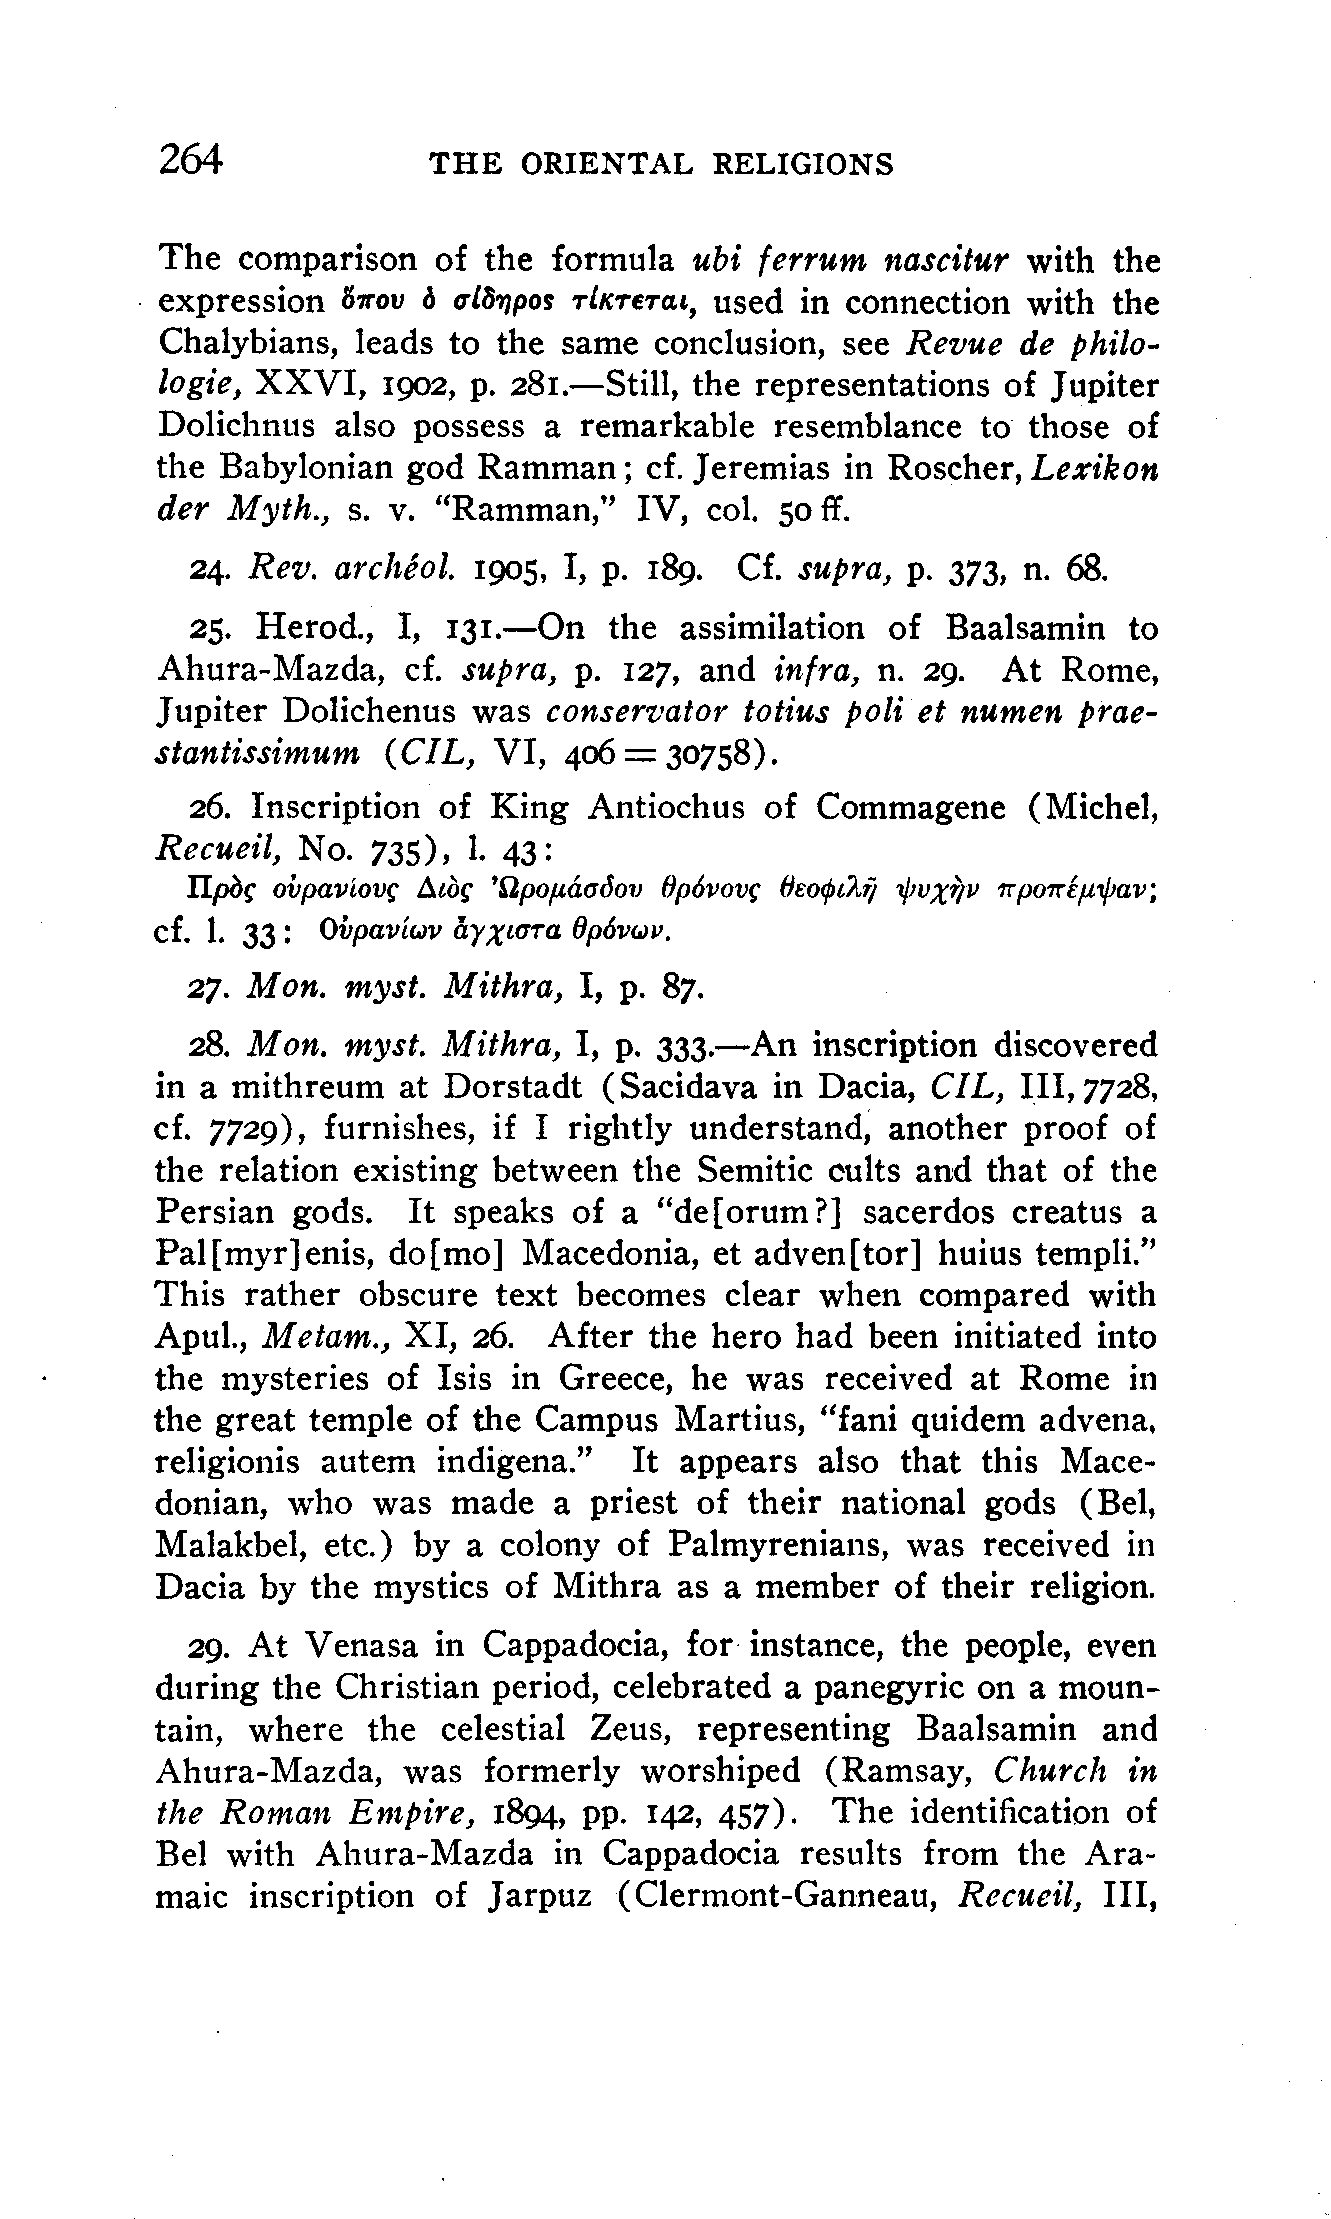 264 THE ORIENTAL RELIGIONS
The comparison of the formula ubi ferrum nascitur with the
expression ὅπου ὁ σίδηρος τίκτεται, used in connection with the
Chalybians, leads to the same conclusion, see Revue de philo-
logie, XXVI, 1902, p. 281.—Still, the representations of Jupiter
Dolichnus also possess a remarkable resemblance to those of
the Babylonian god Ramman; cf. Jeremias in Roscher, Lexikon
der Myth., s. v. "Ramman," IV, col. 50 ff.
24. Rev. archéol. 1905, I, p. 189. Cf. supra, p. 373, n. 68.
25. Herod., I, 131.—On the assimilation of Baalsamin to
Ahura-Mazda, cf. supra, p. 127, and infra, n. 29. At Rome,
Jupiter Dolichenus was conservator totius poli et numen prae-
stantissimum (CIL, VI, 406 = 30758).
26. Inscription of King Antiochus of Commagene (Michel,
Recueil, No. 735), l. 43:
Πρὸς οὐρανίους Διὸς Ὠρομάσδου θρόνους θεοφιλῆ ψυχὴν προπέμψαν;
cf. l. 33: Οὐρανίων ἄγχιστα θρόνων.
27. Mon. myst. Mithra, I, p. 87.
28. Mon. myst. Mithra, I, p. 333.—An inscription discovered
in a mithreum at Dorstadt (Sacidava in Dacia, CIL, III, 7728,
cf. 7729), furnishes, if I rightly understand, another proof of
the relation existing between the Semitic cults and that of the
Persian gods. It speaks of a "de[orum?] sacerdos creatus a
Pal[myr]enis, do[mo] Macedonia, et adven[tor] huius templi."
This rather obscure text becomes clear when compared with
Apul., Metam., XI, 26. After the hero had been initiated into
the mysteries of Isis in Greece, he was received at Rome in
the great temple of the Campus Martius, "fani quidem advena,
religionis autem indigena." It appears also that this Mace-
donian, who was made a priest of their national gods (Bel,
Malakbel, etc.) by a colony of Palmyrenians, was received in
Dacia by the mystics of Mithra as a member of their religion.
29. At Venasa in Cappadocia, for instance, the people, even
during the Christian period, celebrated a panegyric on a moun-
tain, where the celestial Zeus, representing Baalsamin and
Ahura-Mazda, was formerly worshiped (Ramsay, Church in
the Roman Empire, 1894, pp. 142, 457). The identification of
Bel with Ahura-Mazda in Cappadocia results from the Ara-
maic inscription of Jarpuz (Clermont-Ganneau, Recueil, III,